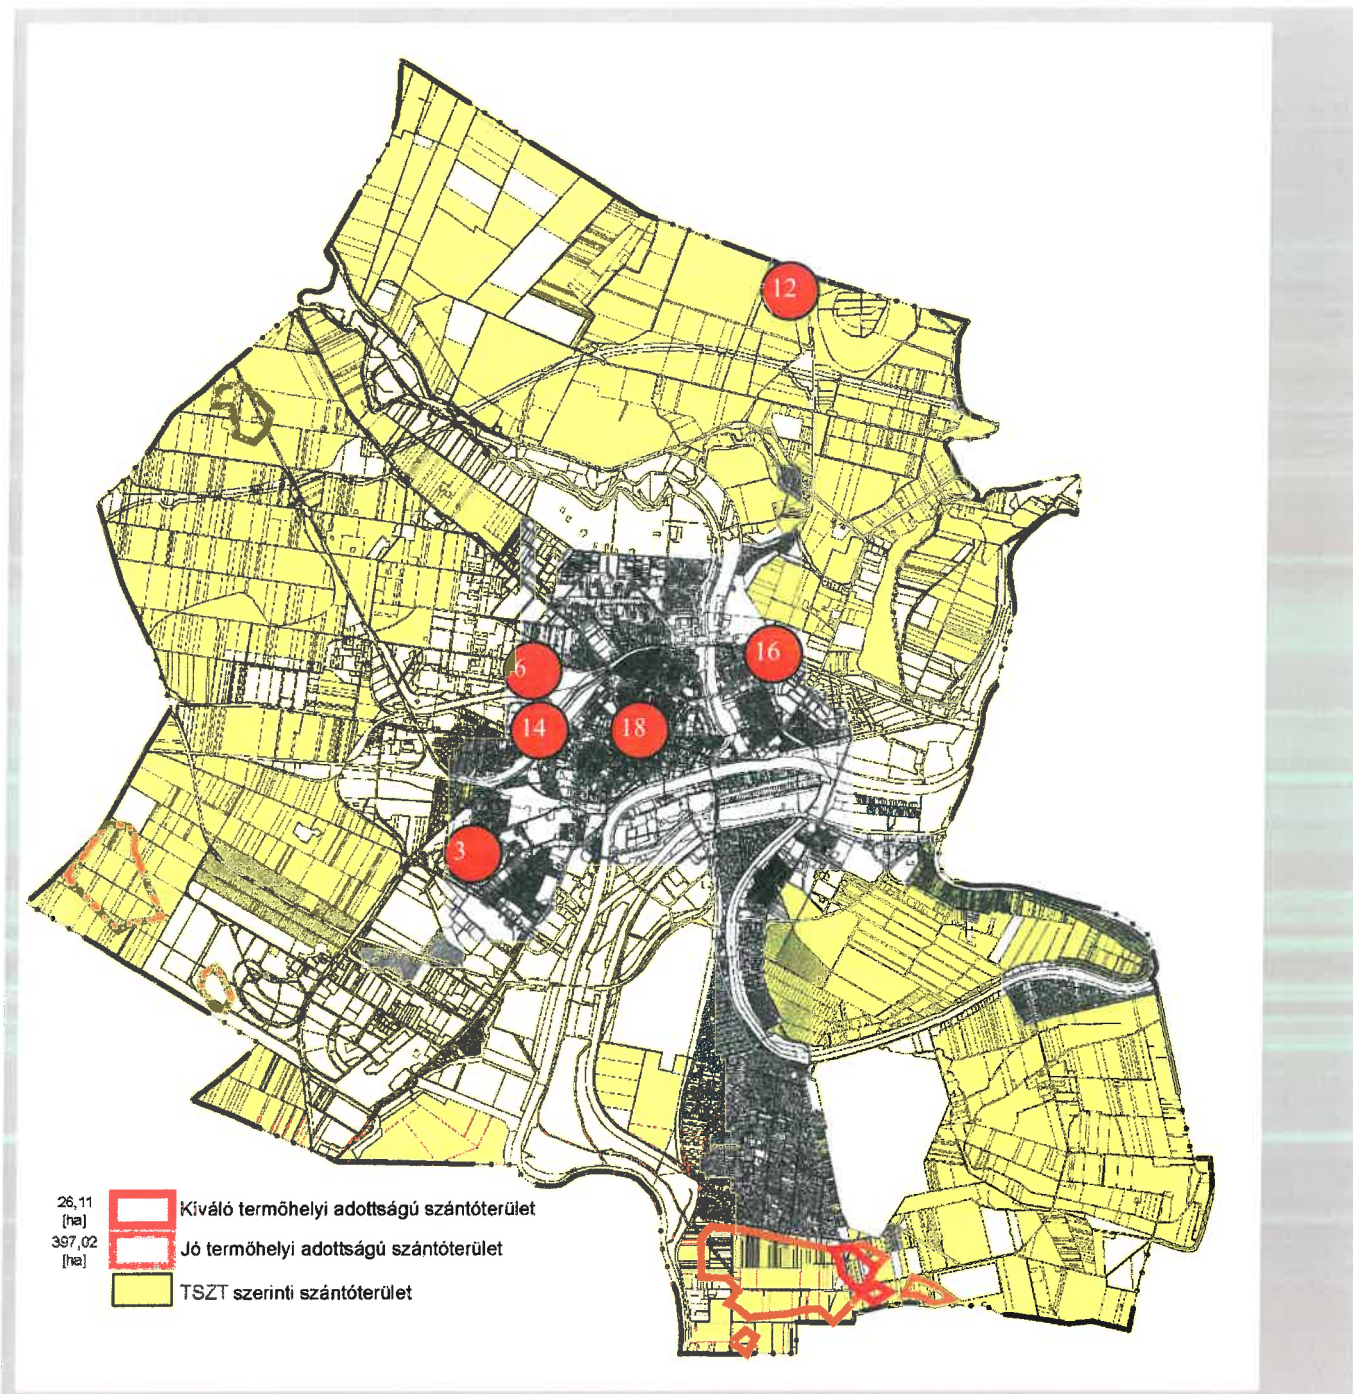 12
16
6
14
18
3
26,11
[ha]
Kiváló termőhelyi adottságú szántóterület
397,02
[ha]
Jó termőhelyi adottságú szántóterület
TSZT szerinti szántóterület